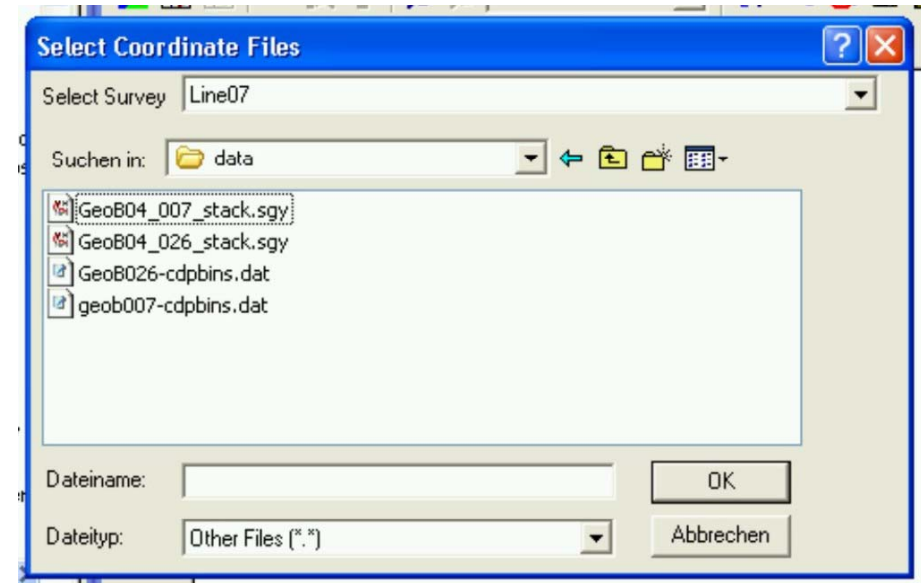 Select Coordinate Files
Select Survey Line07
Suchen in: data
GeoB04_007_stack.sgy
GeoB04_026_stack.sgy
GeoB026-cdpbins.dat
geob007-cdpbins.dat
Dateiname: OK
Dateityp: Other Files (*.*) Abbrechen